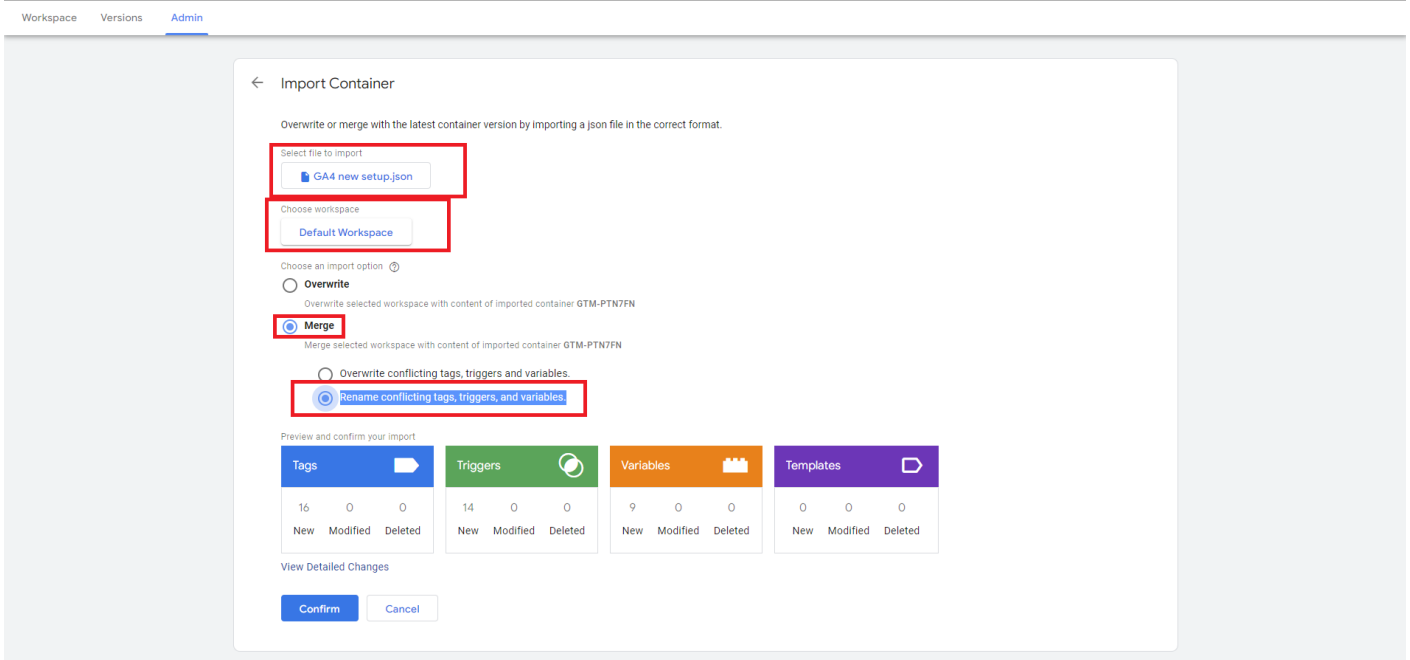 Workspace Versions Admin
Import Container
Overwrite or merge with the latest container version by importing a json file in the correct format.
Select file to import
GA4 new setup.json
Choose workspace
Default Workspace
Choose an import option
Overwrite
Overwrite selected workspace with content of imported container GTM-PTN7FN
Merge
Merge selected workspace with content of imported container GTM-PTN7FN
Overwrite conflicting tags, triggers and variables.
Rename conflicting tags, triggers, and variables.
Preview and confirm your import
Tags Triggers Variables Templates
16 0 0 14 0 0 9 0 0 0 0 0
New Modified Deleted New Modified Deleted New Modified Deleted New Modified Deleted
View Detailed Changes
Confirm Cancel